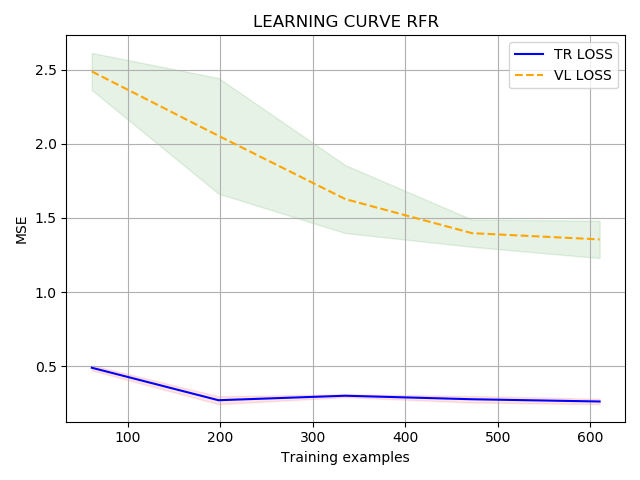 LEARNING CURVE RFR
TR LOSS
VL LOSS
2.5
2.0
1.5
1.0
0.5
MSE
100 200 300 400 500 600
Training examples